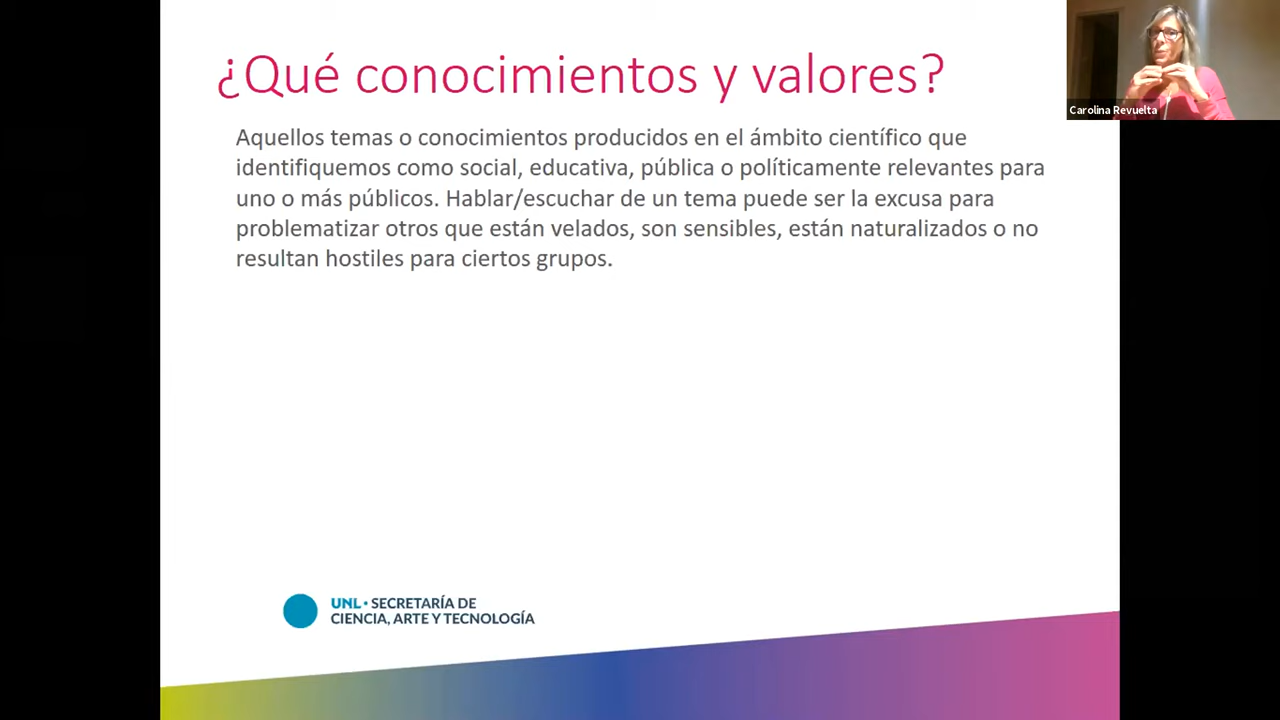 ¿Qué conocimientos y valores?
Carolina Revuelta
Aquellos temas o conocimientos producidos en el ámbito científico que
identifiquemos como social, educativa, pública o políticamente relevantes para
uno o más públicos. Hablar/escuchar de un tema puede ser la excusa para
problematizar otros que están velados, son sensibles, están naturalizados o no
resultan hostiles para ciertos grupos.
UNL • SECRETARÍA DE
CIENCIA, ARTE Y TECNOLOGÍA